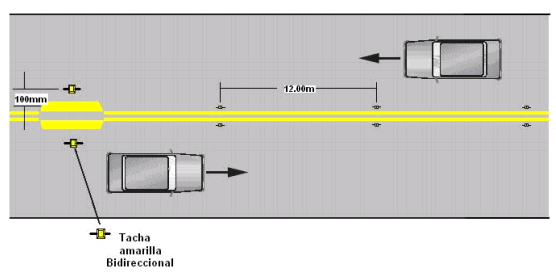 12.00m
100mm
Tacha
amarilla
Bidireccional